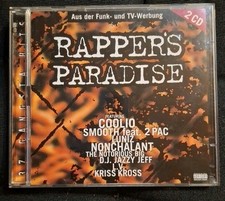 Aus der Funk- und TV-Werbung
2 CD
RAPPER'S
PARADISE
FEATURING
COOLIO
SMOOTH feat. 2 PAC
LUNIZ
NONCHALANT
THE NOTORIOUS BIG
D.J. JAZZY JEFF
I.V.
KRISS KROSS